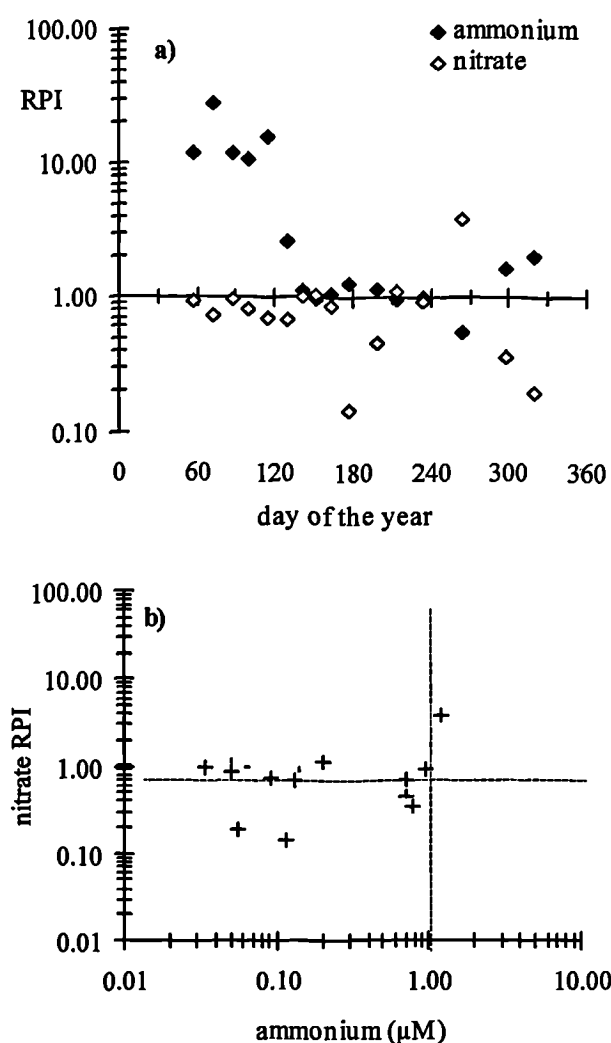 100.00
a)
◆ ammonium
◇ nitrate
RPI
10.00
1.00
0.10
0 60 120 180 240 300 360
day of the year
100.00
b)
10.00
nitrate RPI
1.00
0.10
0.01
0.01 0.10 1.00 10.00
ammonium (µM)